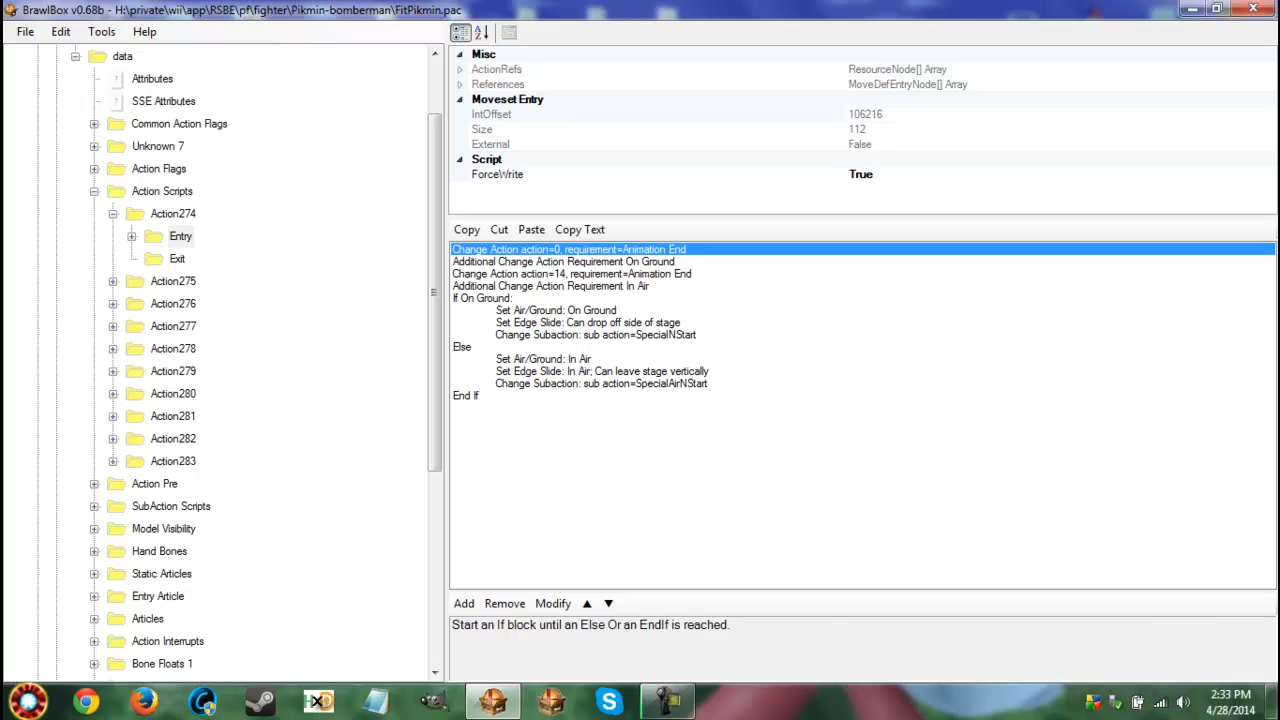 BrawlBox v0.68b - H:\private\wii\app\RSBE\pf\fighter\Pikmin-bomberman\FitPikmin.pac
File Edit Tools Help
data
Attributes
SSE Attributes
Common Action Flags
Unknown 7
Action Flags
Action Scripts
Action274
Entry
Exit
Action275
Action276
Action277
Action278
Action279
Action280
Action281
Action282
Action283
Action Pre
SubAction Scripts
Model Visibility
Hand Bones
Static Articles
Entry Article
Articles
Action Interrupts
Bone Floats 1
Misc
ActionRefs ResourceNode[] Array
References MoveDefEntryNode[] Array
Moveset Entry
IntOffset 106216
Size 112
External False
Script
ForceWrite True
Copy Cut Paste Copy Text
Change Action action=0, requirement=Animation End
Additional Change Action Requirement On Ground
Change Action action=14, requirement=Animation End
Additional Change Action Requirement In Air
If On Ground:
Set Air/Ground: On Ground
Set Edge Slide: Can drop off side of stage
Change Subaction: sub action=SpecialNStart
Else
Set Air/Ground: In Air
Set Edge Slide: In Air; Can leave stage vertically
Change Subaction: sub action=SpecialAirNStart
End If
Add Remove Modify ▲ ▼
Start an If block until an Else Or an EndIf is reached.
HXD
2:33 PM
4/28/2014